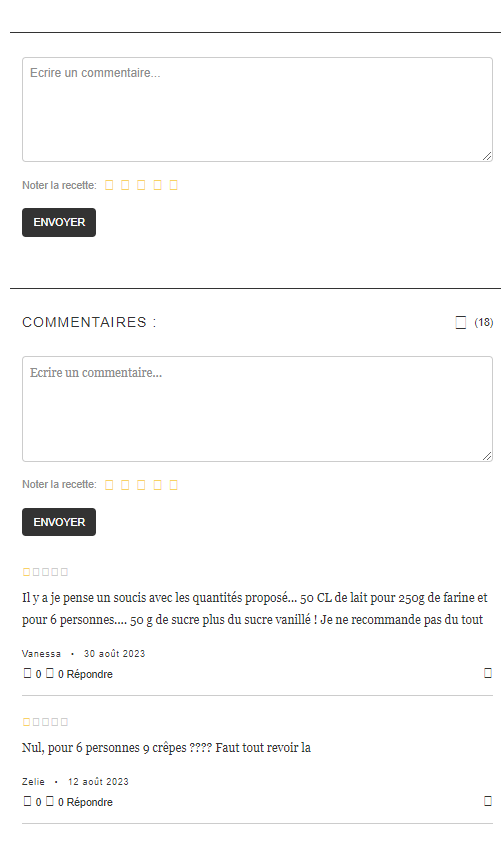 Ecrire un commentaire...
Noter la recette:
ENVOYER
COMMENTAIRES :
(18)
Ecrire un commentaire...
Noter la recette:
ENVOYER
Il y a je pense un soucis avec les quantités proposé... 50 CL de lait pour 250g de farine et
pour 6 personnes.... 50 g de sucre plus du sucre vanillé ! Je ne recommande pas du tout
Vanessa • 30 août 2023
0 0 Répondre
Nul, pour 6 personnes 9 crêpes ???? Faut tout revoir la
Zelie • 12 août 2023
0 0 Répondre